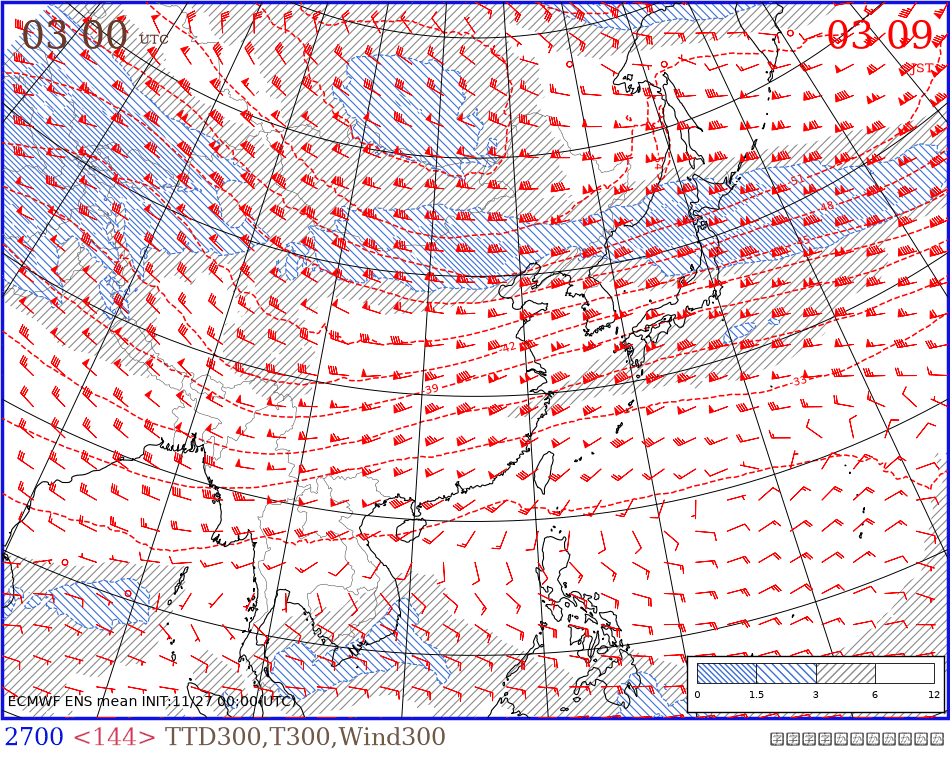 03 00 UTC
03 09 JST
-51
-48
-45
-42
-39
-33
0 1.5 3 6 12
ECMWF ENS mean INIT:11/27 00:00(UTC)
2700 <144> TTD300,T300,Wind300